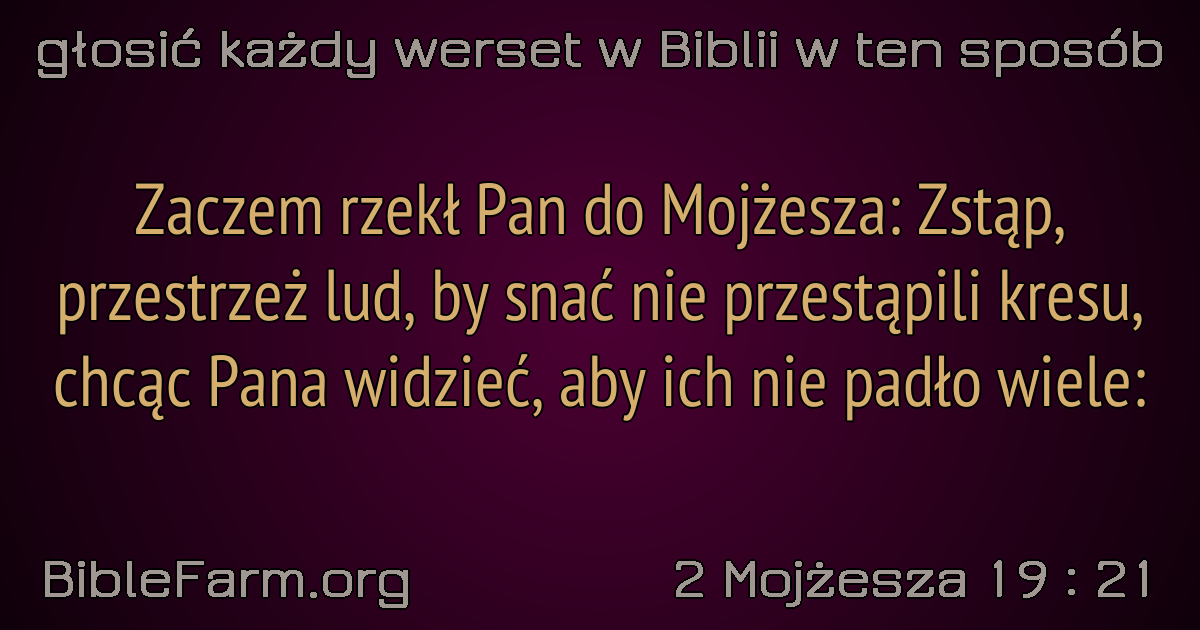 głosić każdy werset w Biblii w ten sposób
Zaczem rzekł Pan do Mojżesza: Zstąp,
przestrzeż lud, by snać nie przestąpili kresu,
chcąc Pana widzieć, aby ich nie padło wiele:
BibleFarm.org
2 Mojżesza 19 : 21